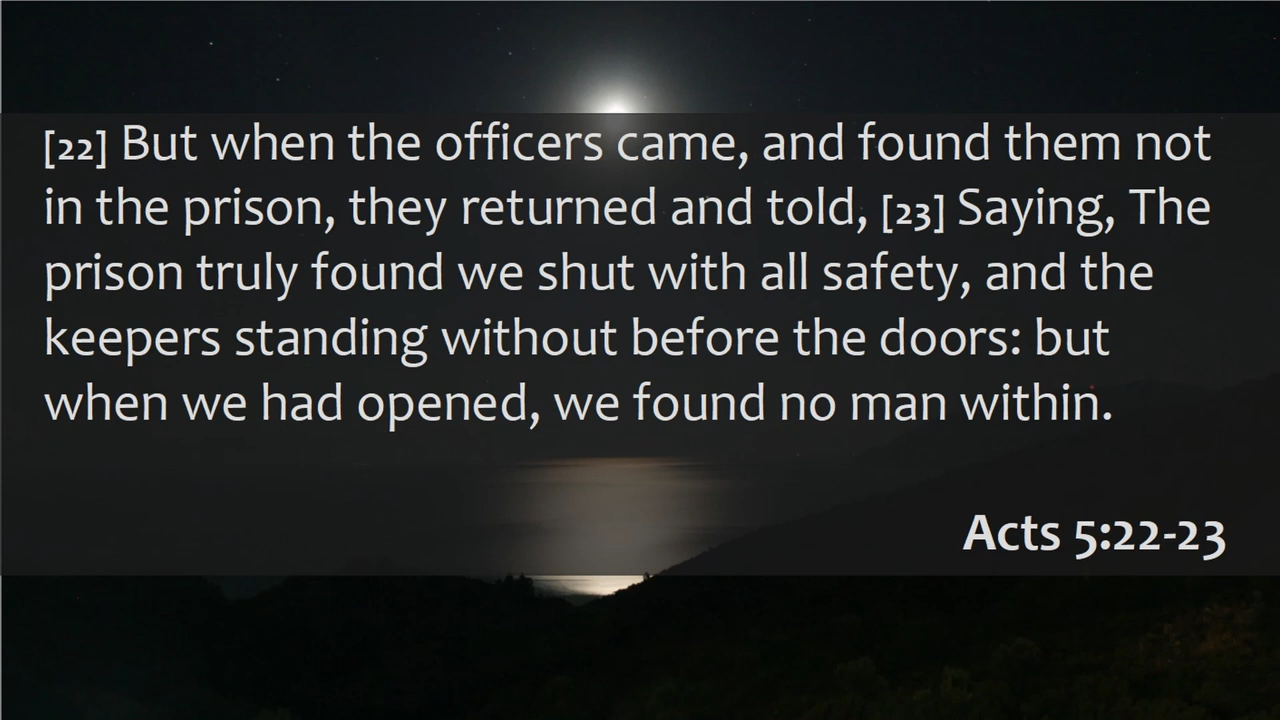 [22] But when the officers came, and found them not
in the prison, they returned and told, [23] Saying, The
prison truly found we shut with all safety, and the
keepers standing without before the doors: but
when we had opened, we found no man within.
Acts 5:22-23